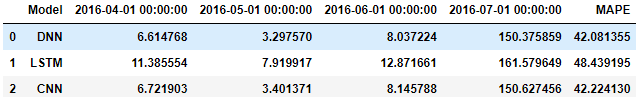 Model 2016-04-01 00:00:00 2016-05-01 00:00:00 2016-06-01 00:00:00 2016-07-01 00:00:00 MAPE
0 DNN 6.614768 3.297570 8.037224 150.375859 42.081355
1 LSTM 11.385554 7.919917 12.871661 161.579649 48.439195
2 CNN 6.721903 3.401371 8.145788 150.627456 42.224130